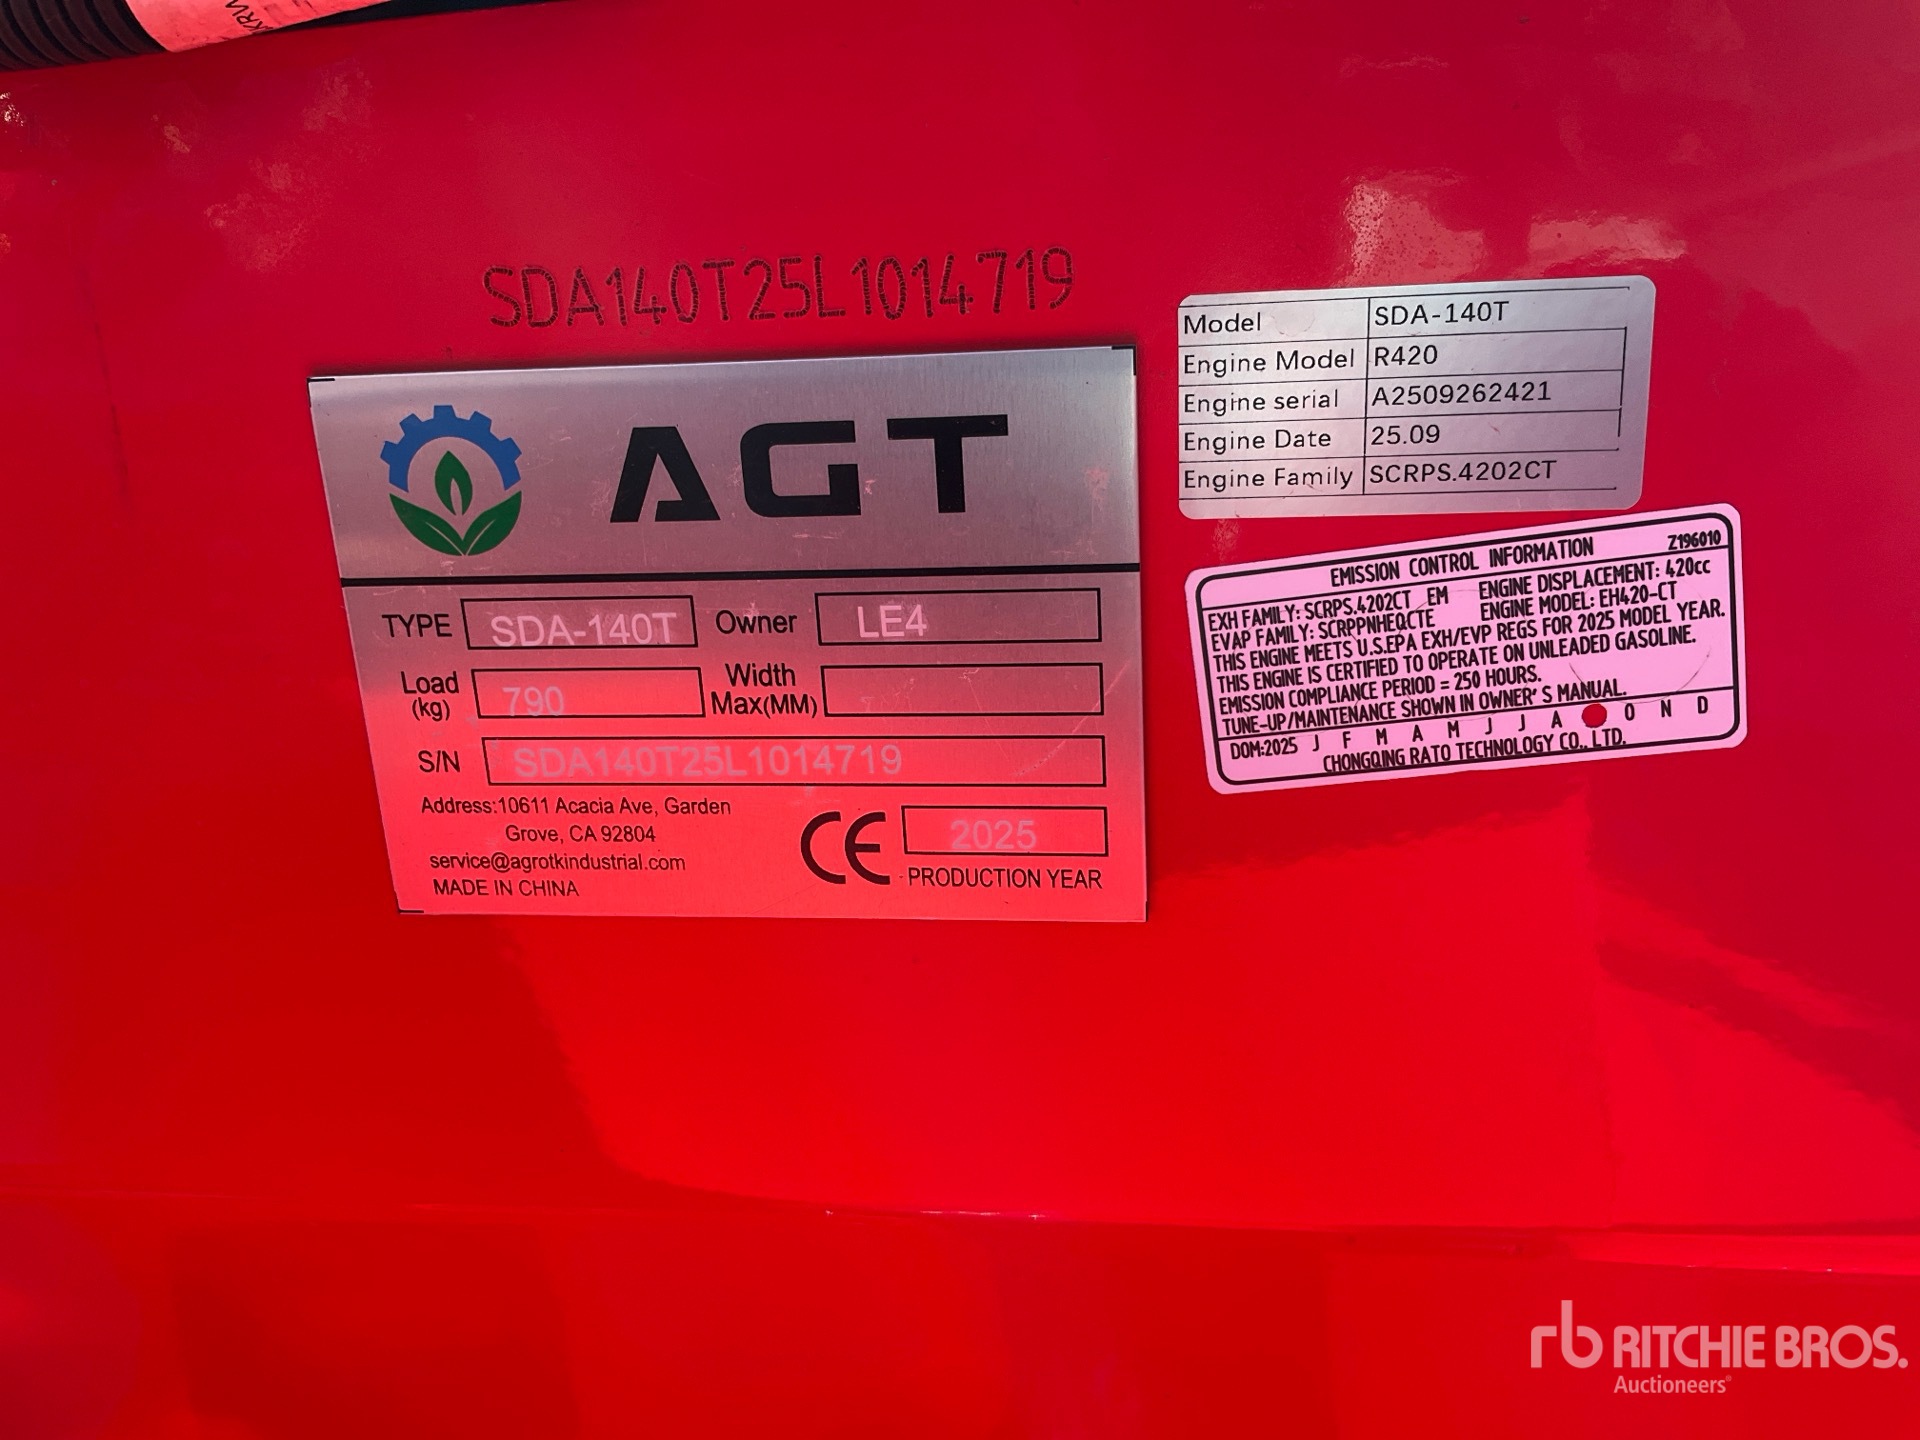 SDA140T25L1014719
AGT
TYPE SDA-140T Owner LE4
Load (kg) 790 Width Max(MM)
S/N SDA140T25L1014719
Address:10611 Acacia Ave, Garden
Grove, CA 92804
service@agrotkindustrial.com
MADE IN CHINA
CE 2025
PRODUCTION YEAR
Model SDA-140T
Engine Model R420
Engine serial A2509262421
Engine Date 25.09
Engine Family SCRPS.4202CT
EMISSION CONTROL INFORMATION Z196010
EXH FAMILY: SCRPS.4202CT EM ENGINE DISPLACEMENT: 420cc
EVAP FAMILY: SCRPPNHEQCTE ENGINE MODEL: EH420-CT
THIS ENGINE MEETS U.S.EPA EXH/EVP REGS FOR 2025 MODEL YEAR.
THIS ENGINE IS CERTIFIED TO OPERATE ON UNLEADED GASOLINE.
EMISSION COMPLIANCE PERIOD = 250 HOURS.
TUNE-UP/MAINTENANCE SHOWN IN OWNER'S MANUAL.
DOM:2025 J F M A M J J A O N D
CHONGQING RATO TECHNOLOGY CO., LTD.
rb RITCHIE BROS.
Auctioneers